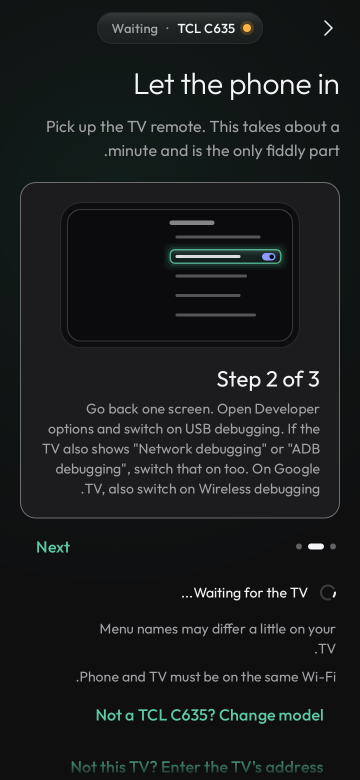 Waiting · TCL C635
Let the phone in
Pick up the TV remote. This takes about a
minute and is the only fiddly part.
Step 2 of 3
Go back one screen. Open Developer
options and switch on USB debugging. If the
TV also shows "Network debugging" or "ADB
debugging", switch that on too. On Google
TV, also switch on Wireless debugging.
Next
Waiting for the TV...
Menu names may differ a little on your
TV.
Phone and TV must be on the same Wi-Fi.
Not a TCL C635? Change model
Not this TV? Enter the TV's address